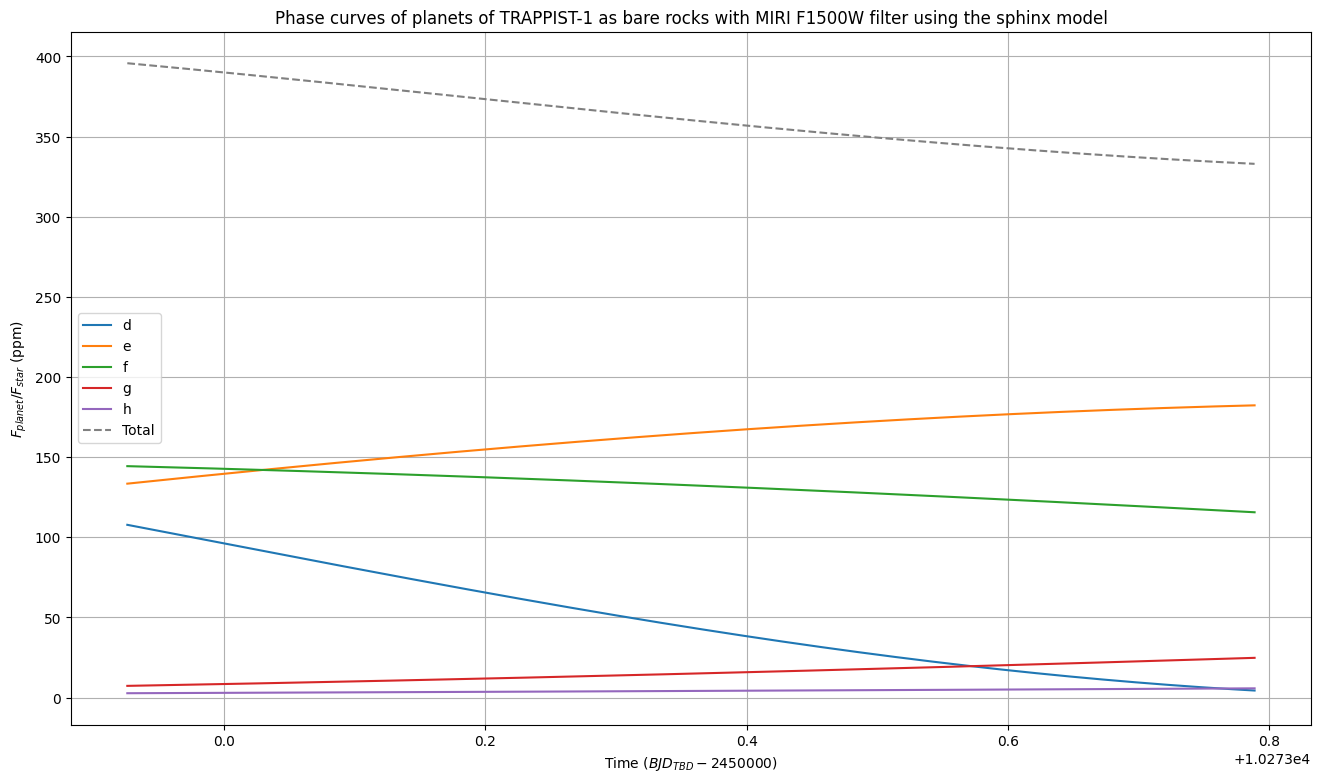 Phase curves of planets of TRAPPIST-1 as bare rocks with MIRI F1500W filter using the sphinx model
400
350
300
250
200
150
100
50
0
F_planet/F_star (ppm)
d
e
f
g
h
Total
0.0 0.2 0.4 0.6 0.8
+1.0273e4
Time (BJD_TBD − 2450000)